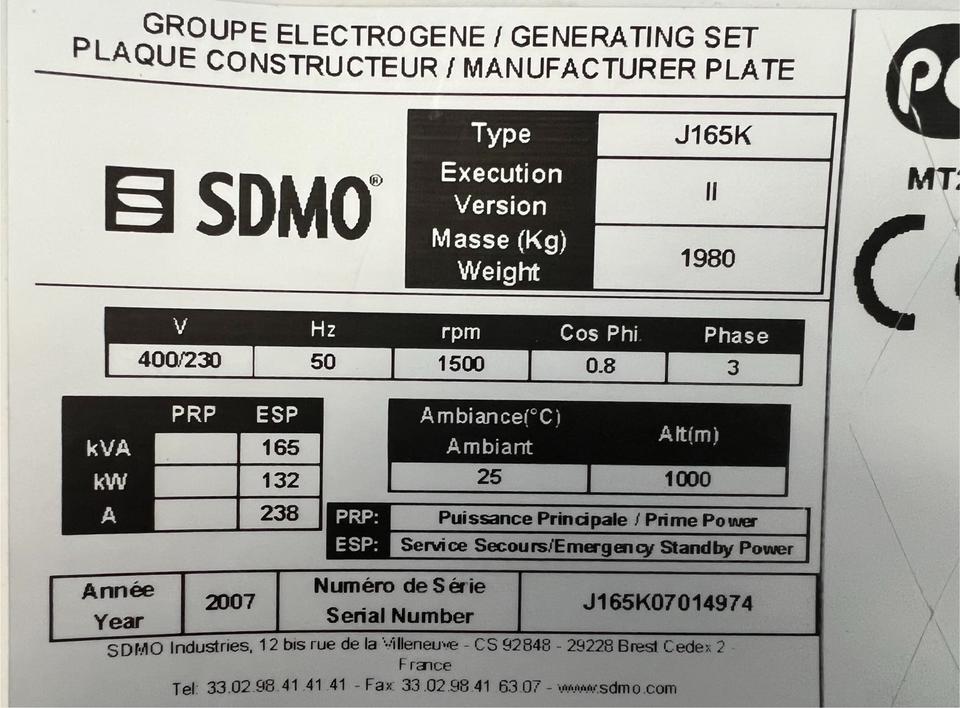 GROUPE ELECTROGENE / GENERATING SET
PLAQUE CONSTRUCTEUR / MANUFACTURER PLATE
SDMO®
Type J165K
Execution Version II
Masse (Kg) Weight 1980
V Hz rpm Cos Phi. Phase
400/230 50 1500 0.8 3
PRP ESP
kVA 165
kW 132
A 238
Ambiance(°C) Ambiant Alt(m)
25 1000
PRP: Puissance Principale / Prime Power
ESP: Service Secours/Emergency Standby Power
Année Year 2007 Numéro de Série Serial Number J165K07014974
SDMO Industries, 12 bis rue de la Villeneuve - CS 92848 - 29228 Brest Cedex 2 -
France
Tel: 33.02.98.41.41.41 - Fax 33.02.98.41 63.07 - www.sdmo.com
CE